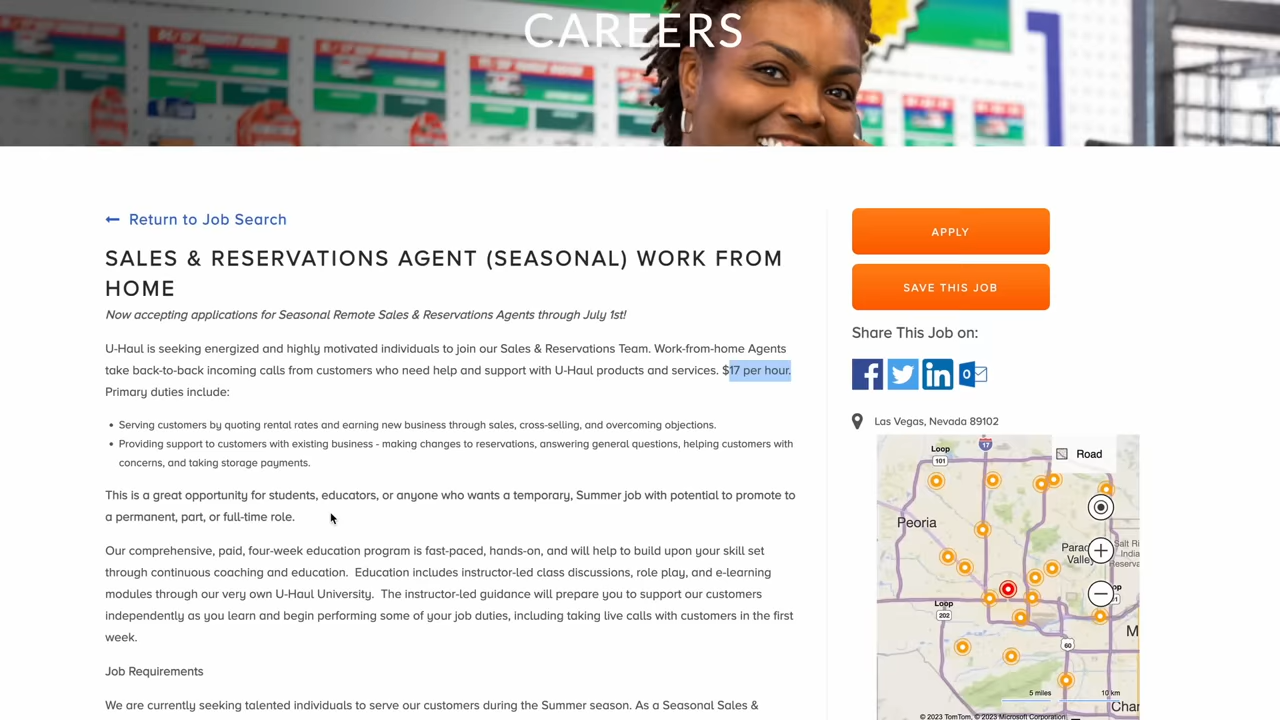 CAREERS
Return to Job Search
SALES & RESERVATIONS AGENT (SEASONAL) WORK FROM
HOME
Now accepting applications for Seasonal Remote Sales & Reservations Agents through July 1st!
U-Haul is seeking energized and highly motivated individuals to join our Sales & Reservations Team. Work-from-home Agents
take back-to-back incoming calls from customers who need help and support with U-Haul products and services. $17 per hour.
Primary duties include:
• Serving customers by quoting rental rates and earning new business through sales, cross-selling, and overcoming objections.
• Providing support to customers with existing business - making changes to reservations, answering general questions, helping customers with
concerns, and taking storage payments.
This is a great opportunity for students, educators, or anyone who wants a temporary, Summer job with potential to promote to
a permanent, part, or full-time role.
Our comprehensive, paid, four-week education program is fast-paced, hands-on, and will help to build upon your skill set
through continuous coaching and education. Education includes instructor-led class discussions, role play, and e-learning
modules through our very own U-Haul University. The instructor-led guidance will prepare you to support our customers
independently as you learn and begin performing some of your job duties, including taking live calls with customers in the first
week.
Job Requirements
We are currently seeking talented individuals to serve our customers during the Summer season. As a Seasonal Sales &
APPLY
SAVE THIS JOB
Share This Job on:
Las Vegas, Nevada 89102
Road
Loop
101
17
Peoria
Valley
Salt Ri
India
Reserva
Loop
202
60
M
Char
5 miles
10 km
© 2023 TomTom, © 2023 Microsoft Corporation,